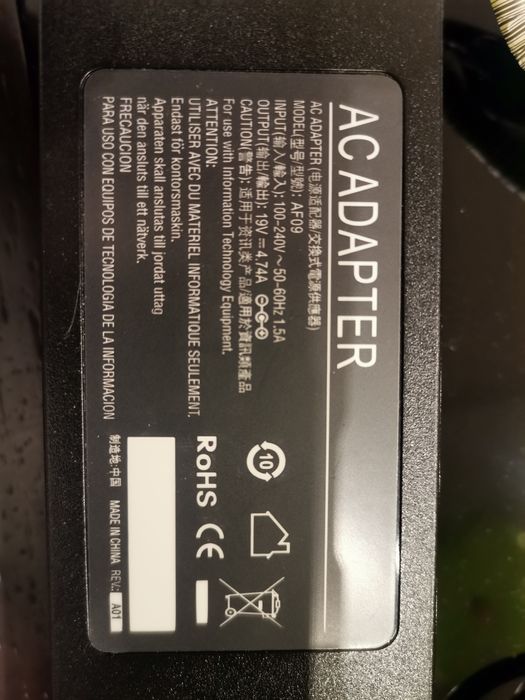 AC ADAPTER
AC ADAPTER (电源适配器/交換式電源供應器)
MODEL(型号/型號): AF09
INPUT(输入/輸入): 100-240V ~ 50-60Hz 1.5A
OUTPUT(输出/輸出): 19V ⎓ 4.74A
CAUTION(警告): 适用于资讯类产品/適用於資訊類產品
For use with Information Technology Equipment.
ATTENTION:
UTILISER AVEC DU MATERIEL INFORMATIQUE SEULEMENT.
Endast för kontorsmaskin.
Apparaten skall anslutas till jordat uttag
när den ansluts till ett nätverk.
FRECAUCION
PARA USO CON EQUIPOS DE TECNOLOGIA DE LA INFORMACION
10
RoHS CE
制造地:中国 MADE IN CHINA REV.: A01